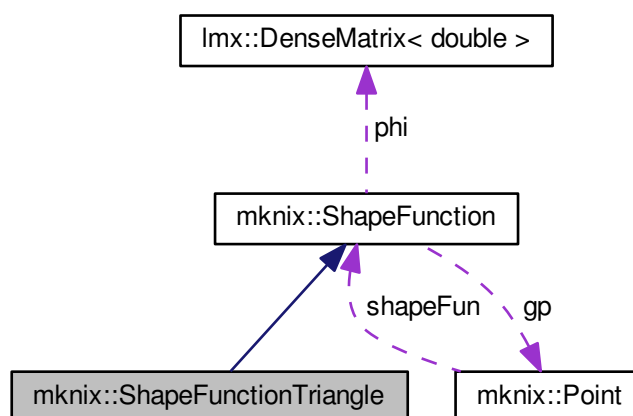 lmx::DenseMatrix< double >
phi
mknix::ShapeFunction
shapeFun
gp
mknix::ShapeFunctionTriangle
mknix::Point